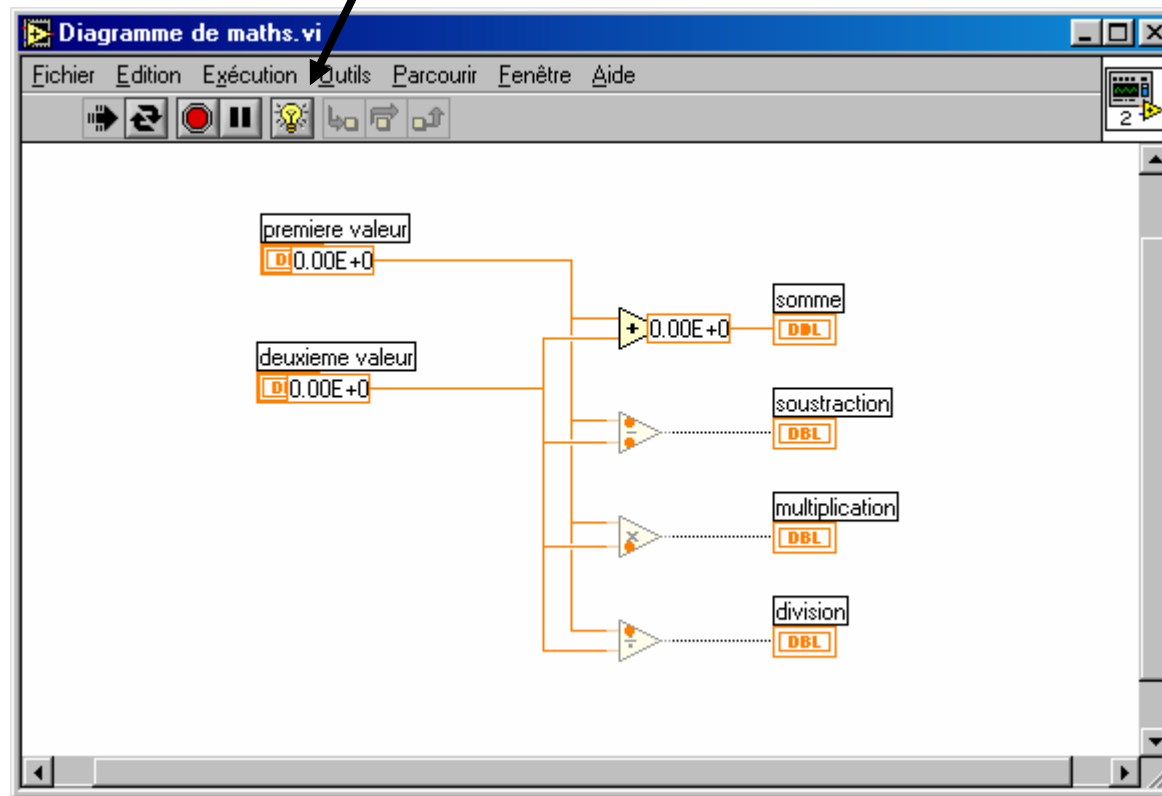 Diagramme de maths.vi
Fichier Edition Exécution Outils Parcourir Fenêtre Aide
2
premiere valeur
0.00E+0
somme
+ 0.00E+0 DBL
deuxieme valeur
0.00E+0
soustraction
DBL
multiplication
× DBL
division
÷ DBL